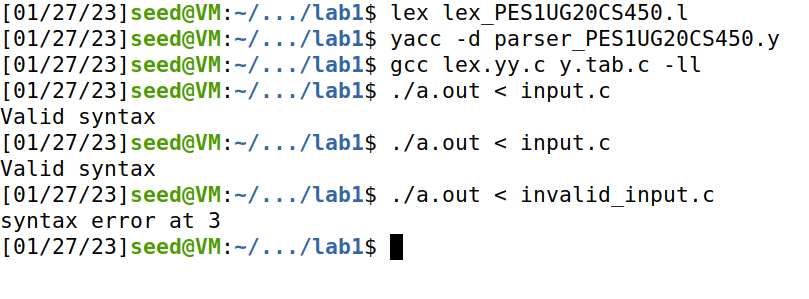 [01/27/23]seed@VM:~/.../lab1$ lex lex_PES1UG20CS450.l
[01/27/23]seed@VM:~/.../lab1$ yacc -d parser_PES1UG20CS450.y
[01/27/23]seed@VM:~/.../lab1$ gcc lex.yy.c y.tab.c -ll
[01/27/23]seed@VM:~/.../lab1$ ./a.out < input.c
Valid syntax
[01/27/23]seed@VM:~/.../lab1$ ./a.out < input.c
Valid syntax
[01/27/23]seed@VM:~/.../lab1$ ./a.out < invalid_input.c
syntax error at 3
[01/27/23]seed@VM:~/.../lab1$